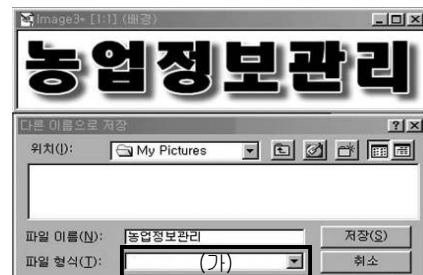 Image3* [1:1] (배경)
농업정보관리
다른 이름으로 저장
위치(I): My Pictures
파일 이름(N): 농업정보관리 저장(S)
파일 형식(T): (가) 취소